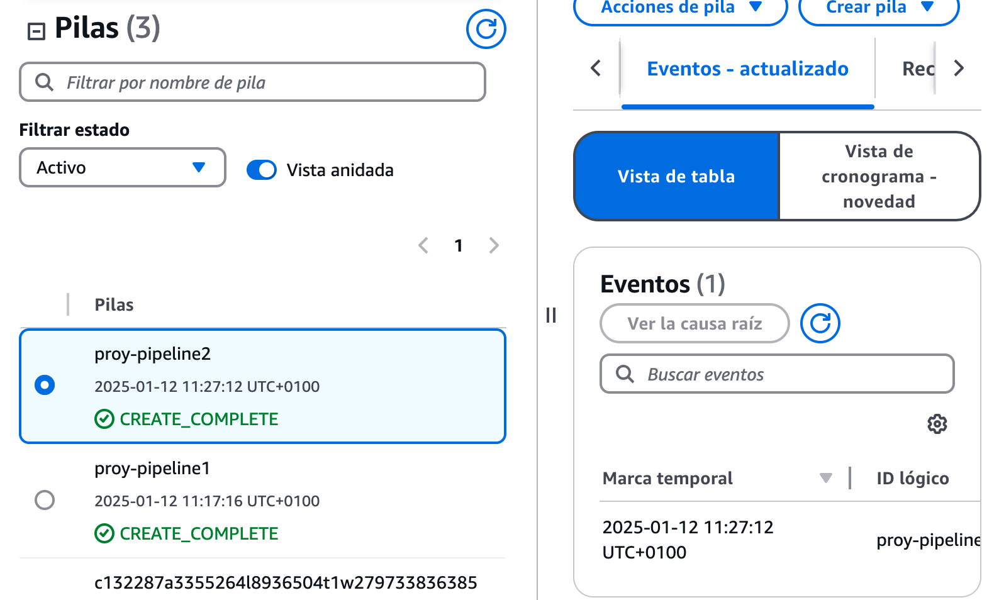 Pilas (3)
Filtrar por nombre de pila
Filtrar estado
Activo
Vista anidada
1
Pilas
proy-pipeline2
2025-01-12 11:27:12 UTC+0100
CREATE_COMPLETE
proy-pipeline1
2025-01-12 11:17:16 UTC+0100
CREATE_COMPLETE
c132287a3355264l8936504t1w279733836385
Acciones de pila
Crear pila
Eventos - actualizado
Rec
Vista de tabla
Vista de
cronograma -
novedad
Eventos (1)
Ver la causa raíz
Buscar eventos
Marca temporal
ID lógico
2025-01-12 11:27:12
UTC+0100
proy-pipeline